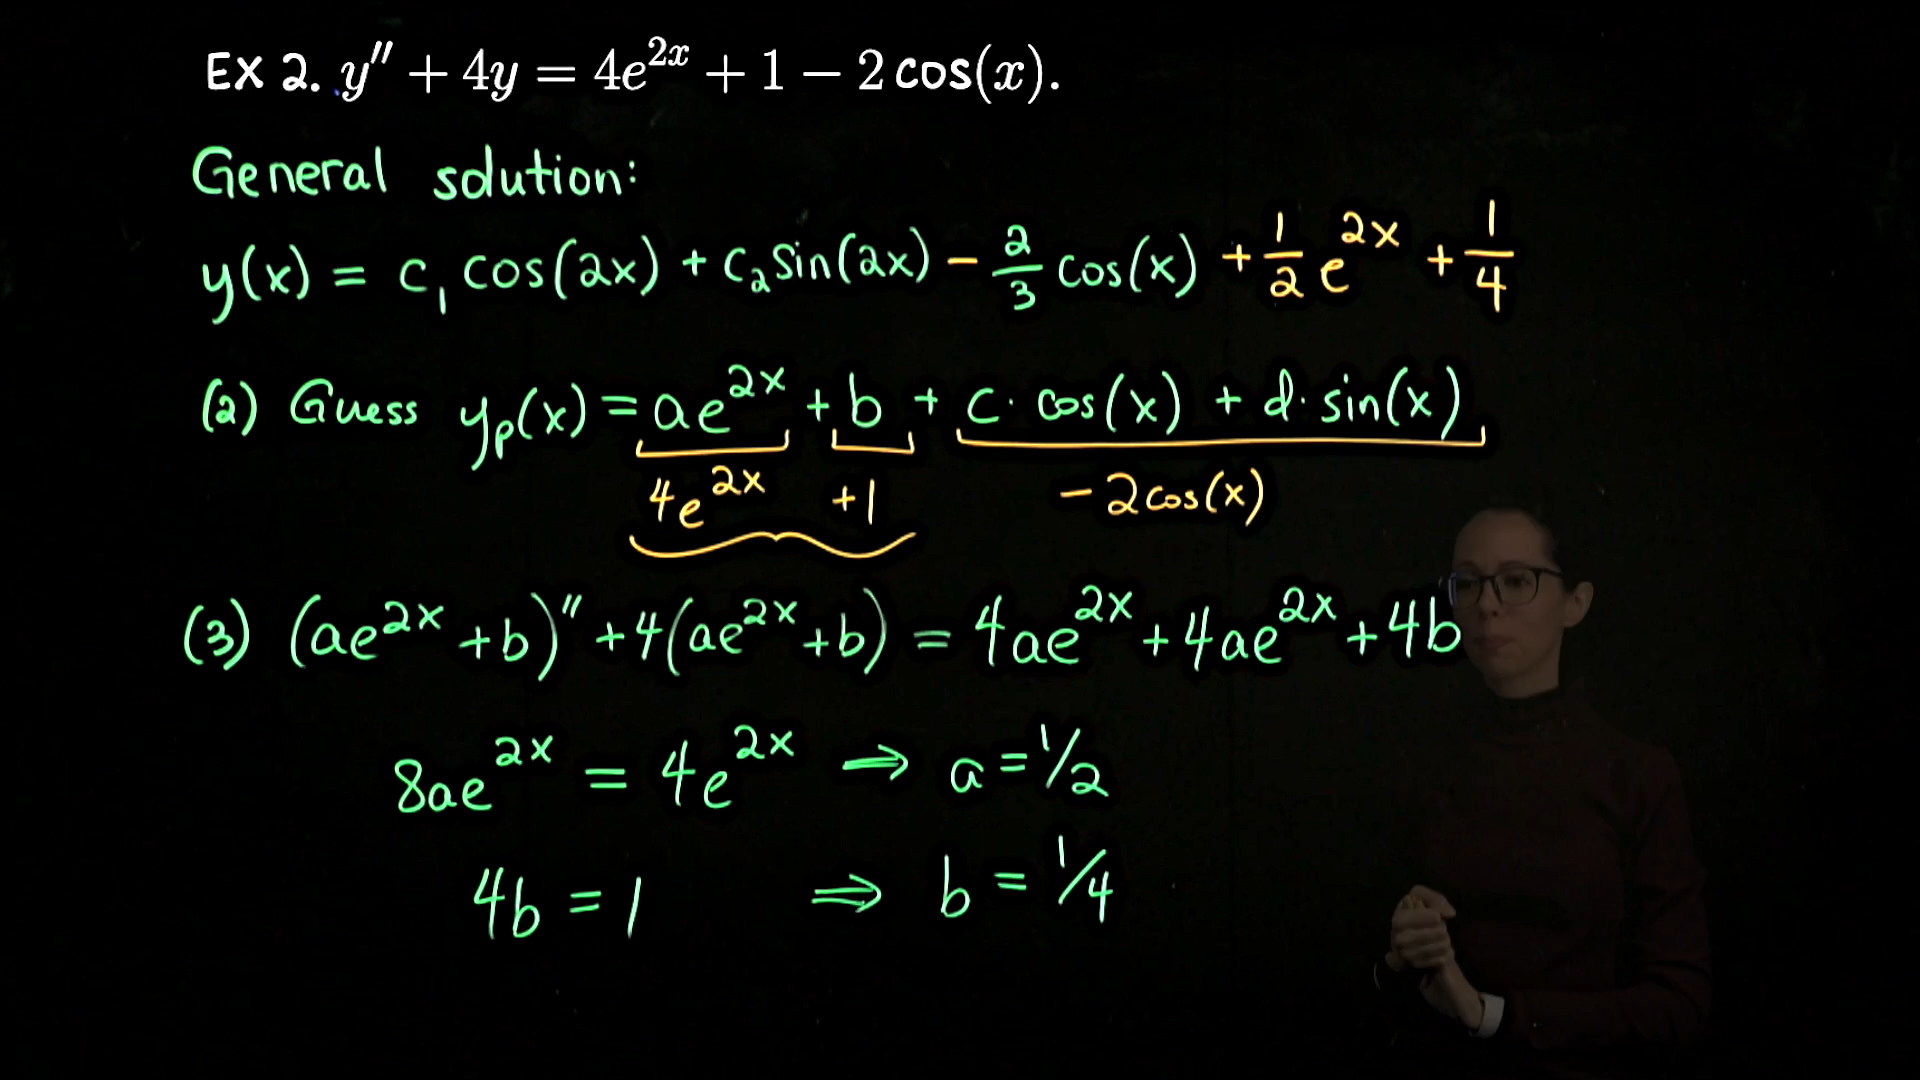 EX 2. y″ + 4y = 4e^{2x} + 1 − 2 cos(x).
General solution:
y(x) = c₁ cos(2x) + c₂ sin(2x) − 2/3 cos(x) + 1/2 e^{2x} + 1/4
(2) Guess y_p(x) = ae^{2x} + b + c · cos(x) + d · sin(x)
4e^{2x} +1 −2cos(x)
(3) (ae^{2x} + b)″ + 4(ae^{2x} + b) = 4ae^{2x} + 4ae^{2x} + 4b
8ae^{2x} = 4e^{2x} ⇒ a = 1/2
4b = 1 ⇒ b = 1/4